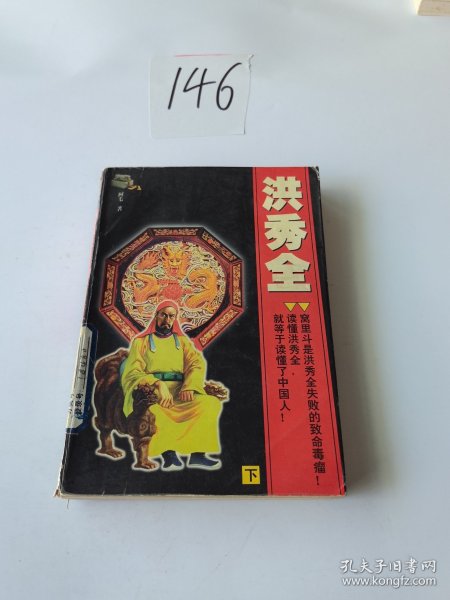 146
洪秀全
窝里斗是洪秀全失败的致命毒瘤！
读懂洪秀全，
就等于读懂了中国人！
著
下
孔夫子旧书网
www.kongfz.com